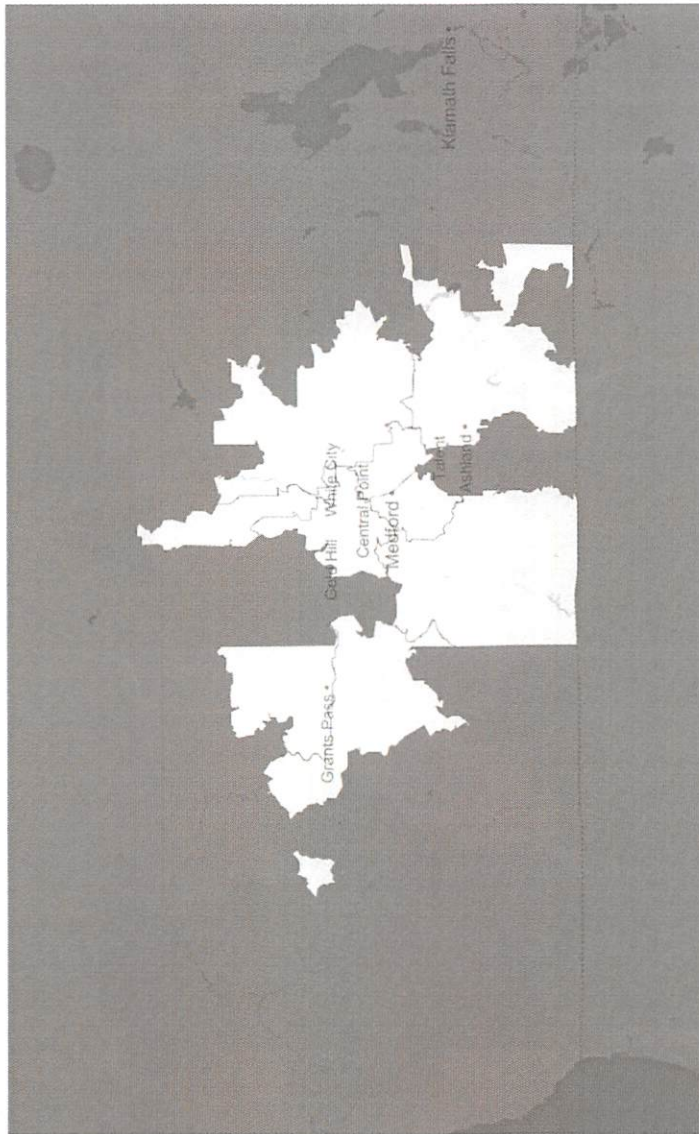 Grants Pass
Gold Hill
White City
Central Point
Medford
Talent
Ashland
Klamath Falls